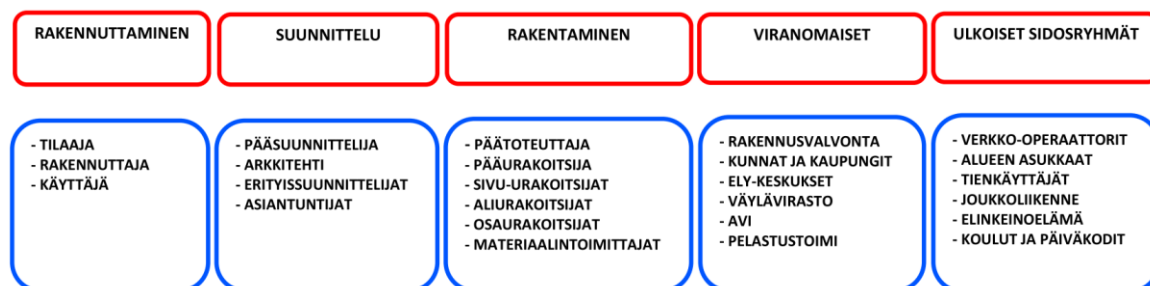 RAKENNUTTAMINEN
SUUNNITTELU
RAKENTAMINEN
VIRANOMAISET
ULKOISET SIDOSRYHMÄT
- TILAAJA
- RAKENNUTTAJA
- KÄYTTÄJÄ
- PÄÄSUUNNITTELIJA
- ARKKITEHTI
- ERITYISSUUNNITTELIJAT
- ASIANTUNTIJAT
- PÄÄTOTEUTTAJA
- PÄÄURAKOITSIJA
- SIVU-URAKOITSIJAT
- ALIURAKOITSIJAT
- OSAURAKOITSIJAT
- MATERIAALINTOIMITTAJAT
- RAKENNUSVALVONTA
- KUNNAT JA KAUPUNGIT
- ELY-KESKUKSET
- VÄYLÄVIRASTO
- AVI
- PELASTUSTOIMI
- VERKKO-OPERAATTORIT
- ALUEEN ASUKKAAT
- TIENKÄYTTÄJÄT
- JOUKKOLIIKENNE
- ELINKEINOELÄMÄ
- KOULUT JA PÄIVÄKODIT